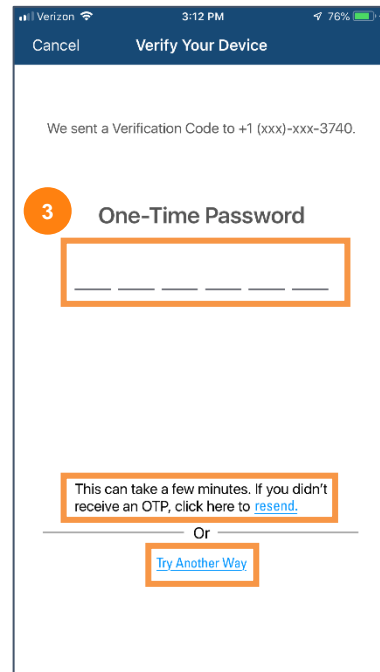 Verizon 3:12 PM 76%
Cancel Verify Your Device
We sent a Verification Code to +1 (xxx)-xxx-3740.
3 One-Time Password
This can take a few minutes. If you didn't
receive an OTP, click here to resend.
Or
Try Another Way